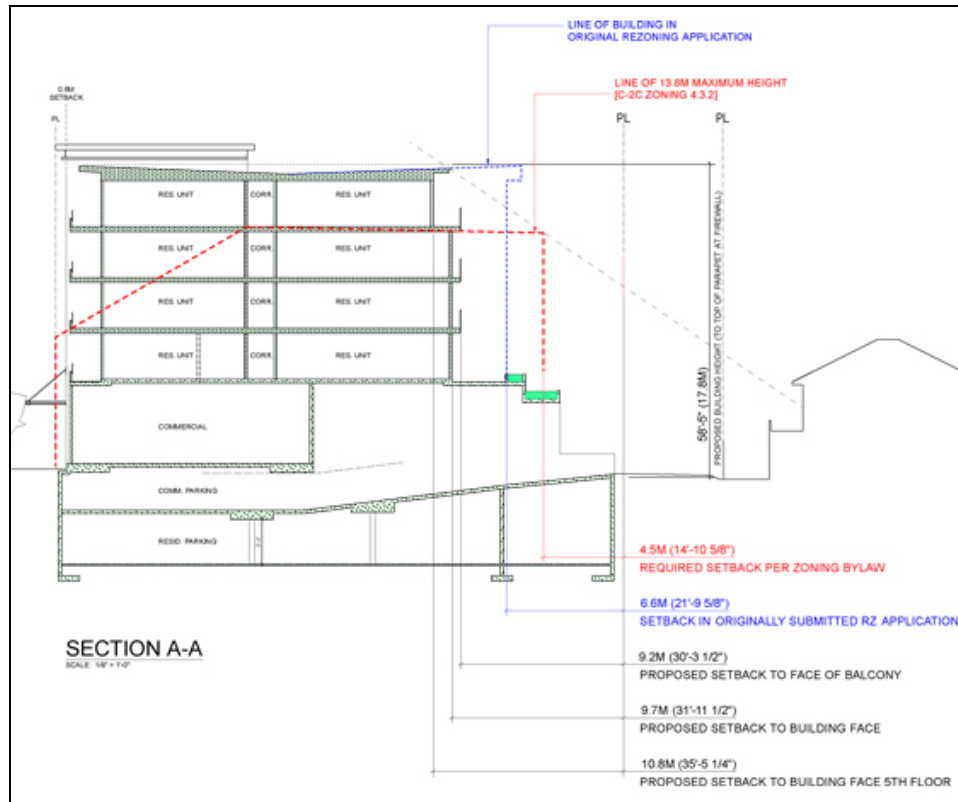 LINE OF BUILDING IN
ORIGINAL REZONING APPLICATION
LINE OF 13.8M MAXIMUM HEIGHT
[C-2C ZONING 4.3.2]
0.8M
SETBACK
PL
PL
PL
RES. UNIT
CORR.
RES. UNIT
RES. UNIT
CORR.
RES. UNIT
RES. UNIT
CORR.
RES. UNIT
RES. UNIT
CORR.
RES. UNIT
58'-5" (17.8M)
PROPOSED BUILDING HEIGHT (TO TOP OF PARAPET AT FIREWALL)
COMMERCIAL
COMM. PARKING
RESID. PARKING
4.5M (14'-10 5/8")
REQUIRED SETBACK PER ZONING BYLAW
6.6M (21'-9 5/8")
SETBACK IN ORIGINALLY SUBMITTED RZ APPLICATION
SECTION A-A
SCALE: 1/8" = 1'-0"
9.2M (30'-3 1/2")
PROPOSED SETBACK TO FACE OF BALCONY
9.7M (31'-11 1/2")
PROPOSED SETBACK TO BUILDING FACE
10.8M (35'-5 1/4")
PROPOSED SETBACK TO BUILDING FACE 5TH FLOOR